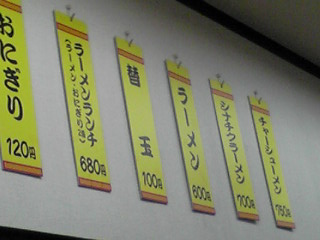 おにぎり
120円
ラーメンランチ
(ラーメン、おにぎり適)
680円
替玉
100円
ラーメン
600円
シナチクラーメン
700円
チャーシューメン
750円